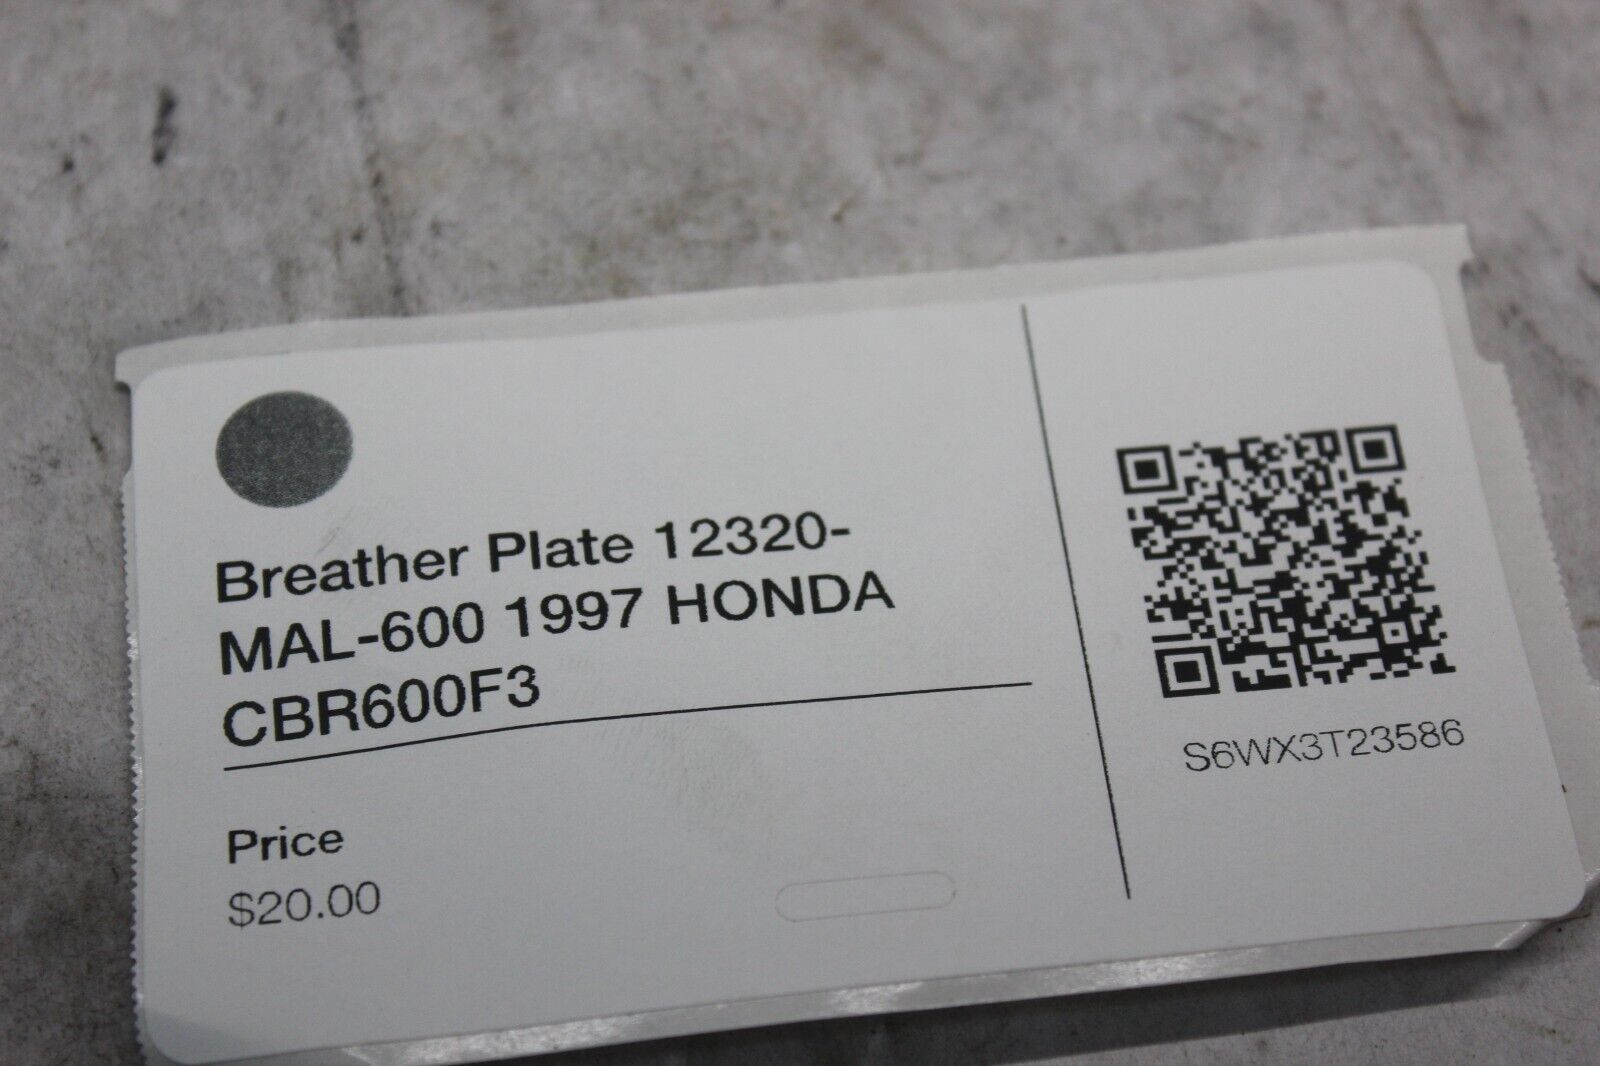 Breather Plate 12320-
MAL-600 1997 HONDA
CBR600F3
Price
$20.00
S6WX3T23586